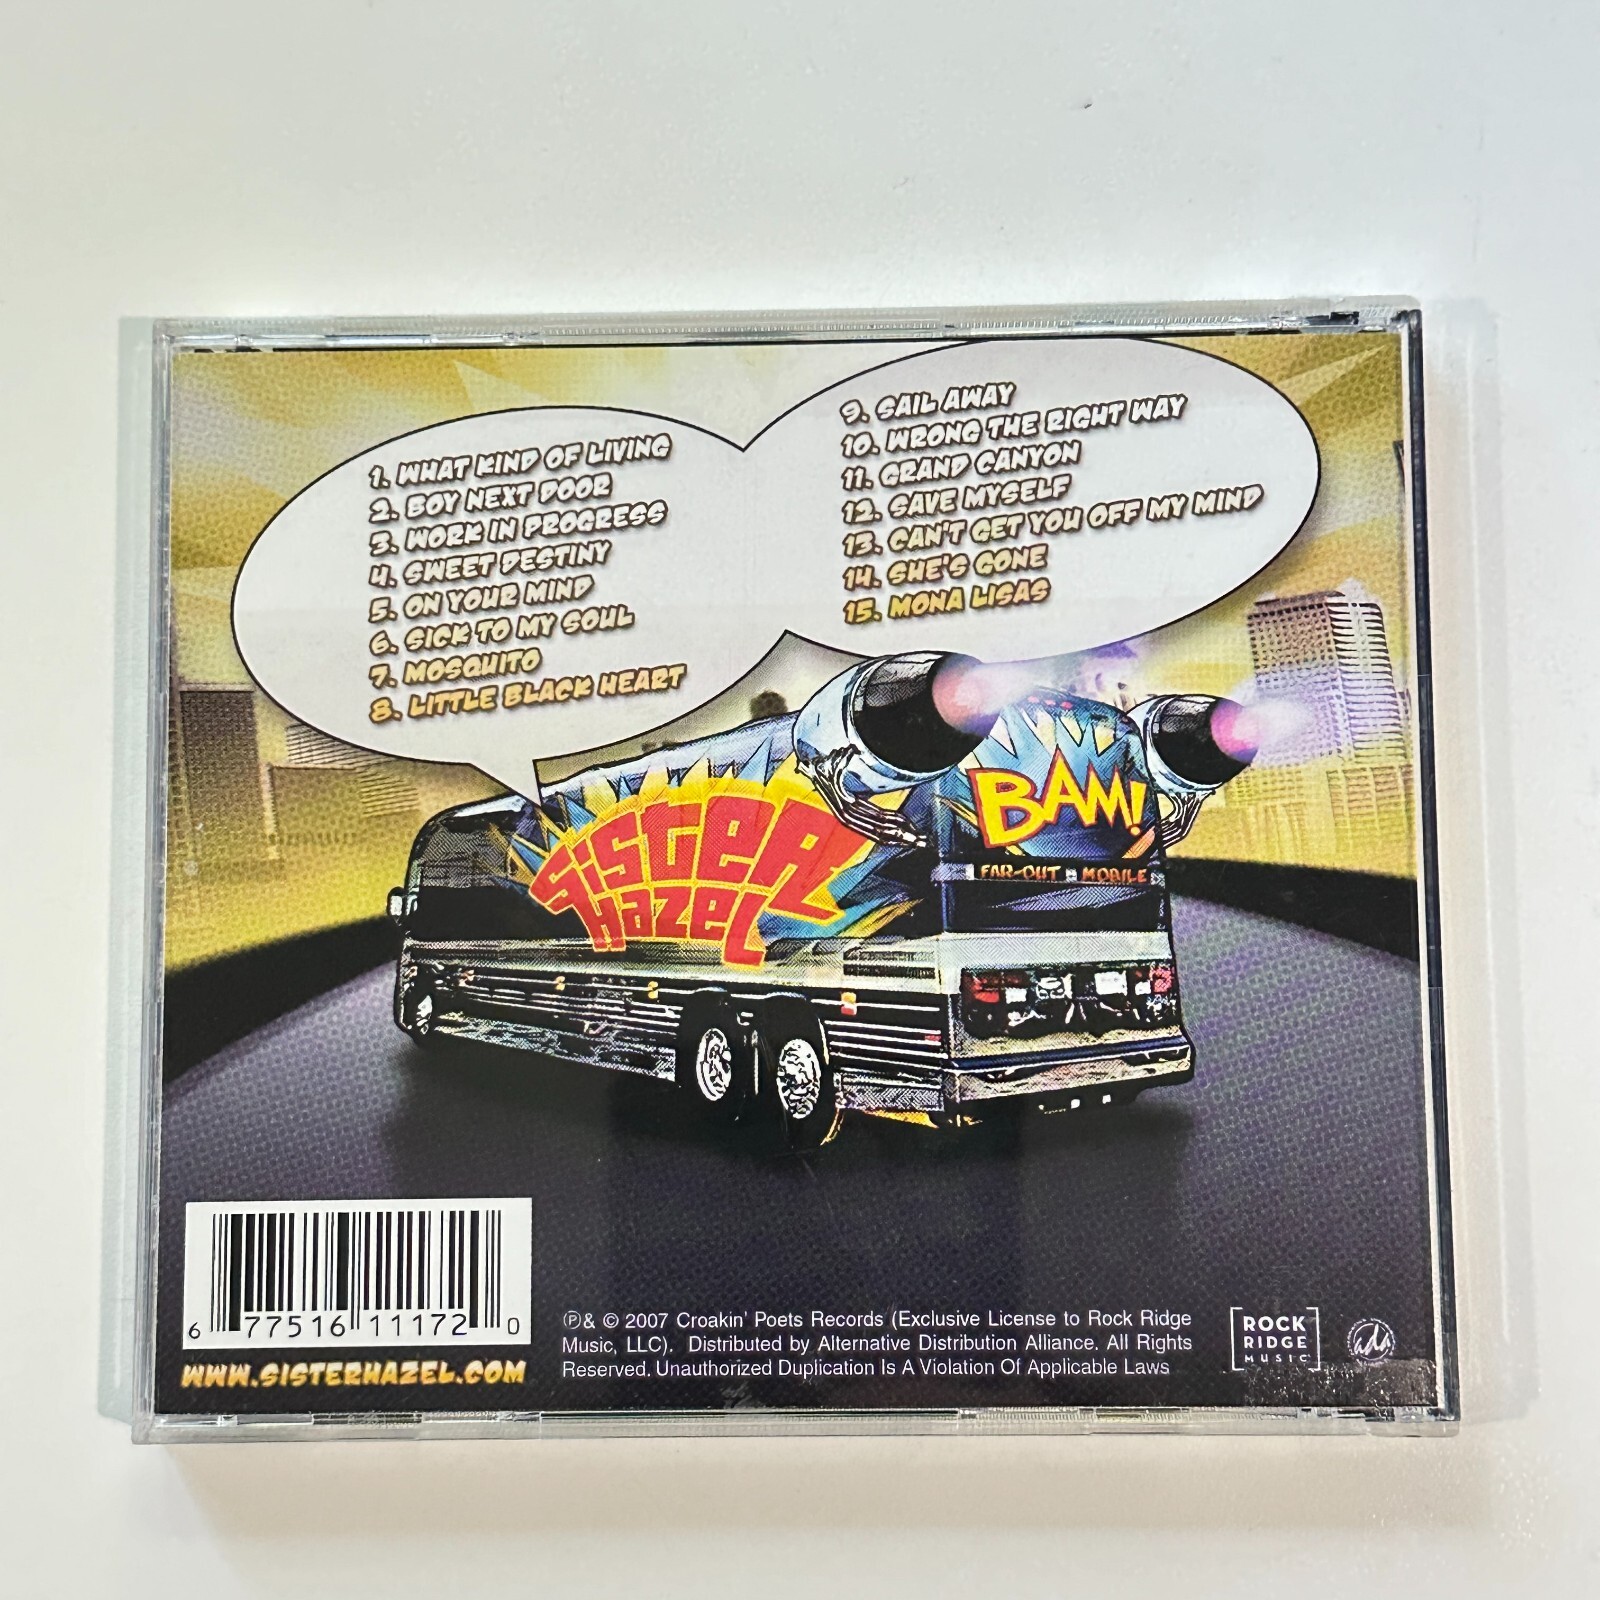 1. WHAT KIND OF LIVING
2. BOY NEXT DOOR
3. WORK IN PROGRESS
4. SWEET DESTINY
5. ON YOUR MIND
6. SICK TO MY SOUL
7. MOSQUITO
8. LITTLE BLACK HEART
9. SAIL AWAY
10. WRONG THE RIGHT WAY
11. GRAND CANYON
12. SAVE MYSELF
13. CAN'T GET YOU OFF MY MIND
14. SHE'S GONE
15. MONA LISAS
SISTER
HAZEL
BAM!
FAR-OUT MOBILE
6 77516 11172 0
WWW.SISTERHAZEL.COM
℗& © 2007 Croakin' Poets Records (Exclusive License to Rock Ridge
Music, LLC). Distributed by Alternative Distribution Alliance. All Rights
Reserved. Unauthorized Duplication Is A Violation Of Applicable Laws
ROCK
RIDGE
MUSIC
ada